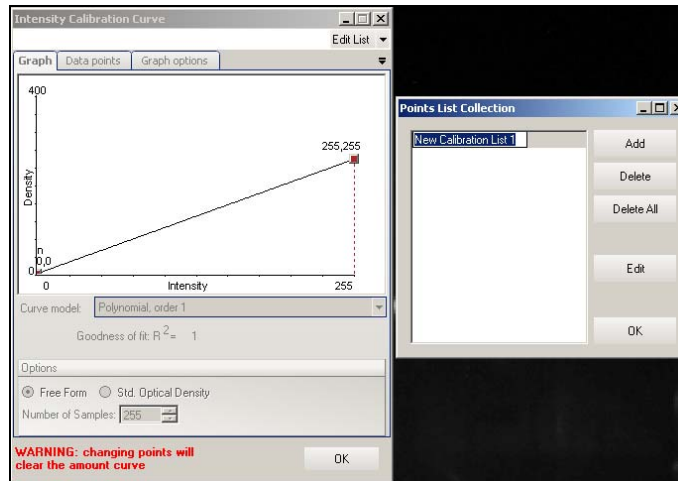 Intensity Calibration Curve
Edit List
Graph
Data points
Graph options
400
255,255
Density
0,0
0
0
Intensity
255
Curve model:
Polynomial, order 1
Goodness of fit: R 2 = 1
Options
Free Form
Std. Optical Density
Number of Samples: 255
WARNING: changing points will
clear the amount curve
OK
Points List Collection
New Calibration List 1
Add
Delete
Delete All
Edit
OK